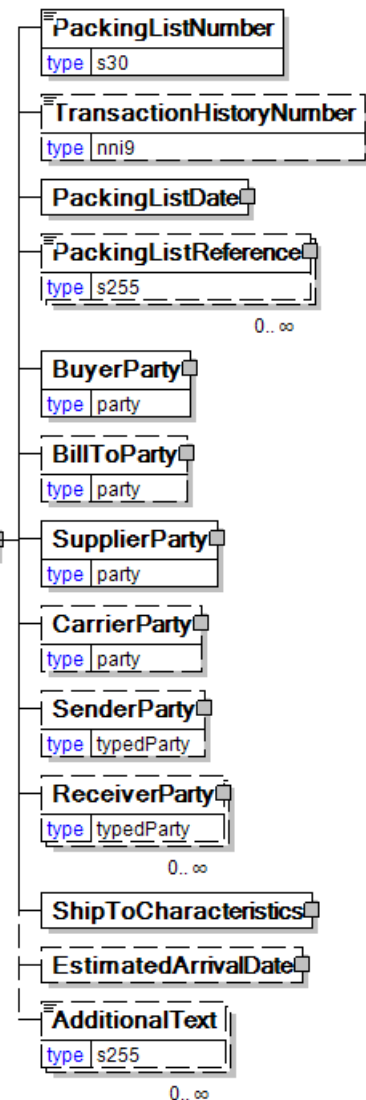 PackingListNumber
type s30
TransactionHistoryNumber
type nni9
PackingListDate
PackingListReference
type s255
0.. ∞
BuyerParty
type party
BillToParty
type party
SupplierParty
type party
CarrierParty
type party
SenderParty
type typedParty
ReceiverParty
type typedParty
0.. ∞
ShipToCharacteristics
EstimatedArrivalDate
AdditionalText
type s255
0.. ∞